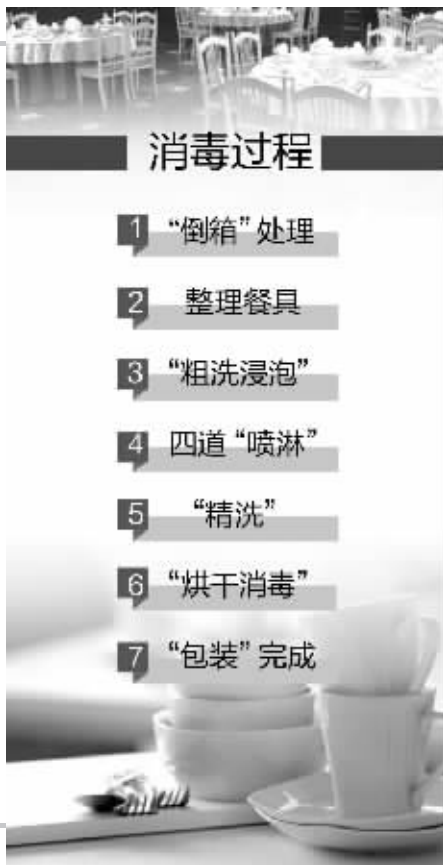 消毒过程
1 “倒箱”处理
2 整理餐具
3 “粗洗浸泡”
4 四道“喷淋”
5 “精洗”
6 “烘干消毒”
7 “包装”完成